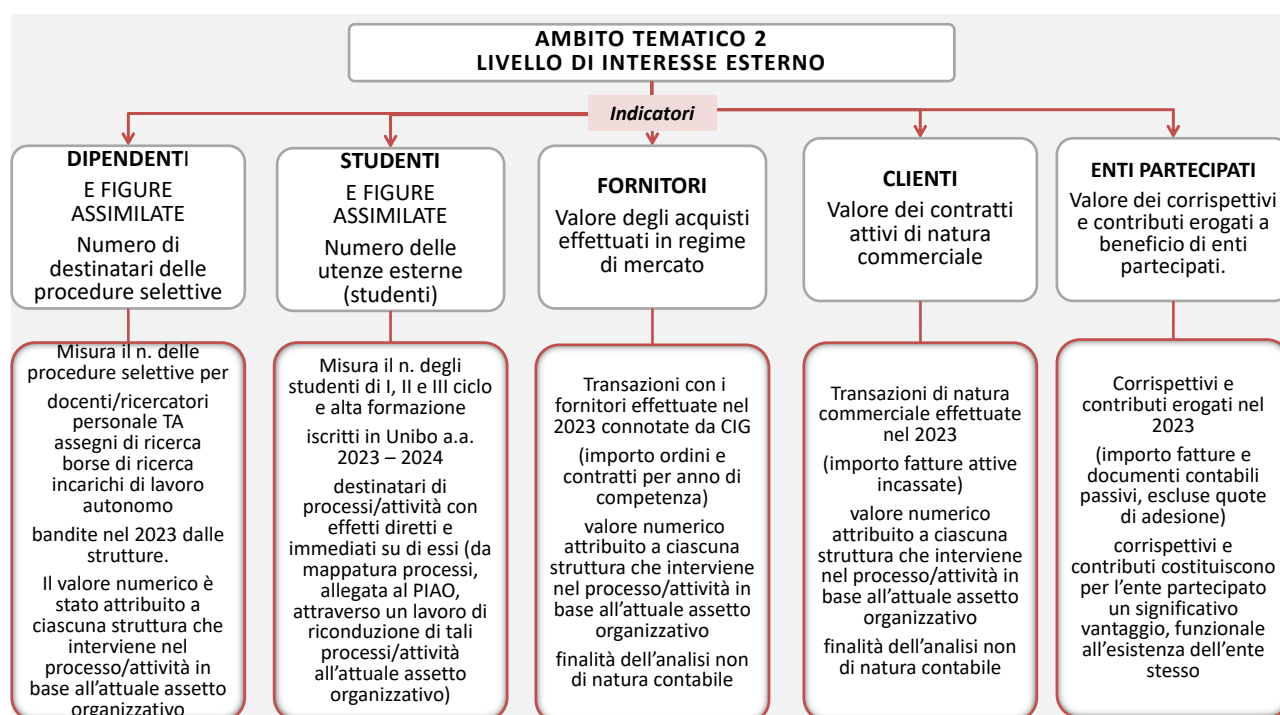 AMBITO TEMATICO 2
LIVELLO DI INTERESSE ESTERNO
Indicatori
DIPENDENTI
E FIGURE
ASSIMILATE
Numero di
destinatari delle
procedure selettive
STUDENTI
E FIGURE
ASSIMILATE
Numero delle
utenze esterne
(studenti)
FORNITORI
Valore degli acquisti
effettuati in regime
di mercato
CLIENTI
Valore dei contratti
attivi di natura
commerciale
ENTI PARTECIPATI
Valore dei corrispettivi
e contributi erogati a
beneficio di enti
partecipati.
Misura il n. delle
procedure selettive per
docenti/ricercatori
personale TA
assegni di ricerca
borse di ricerca
incarichi di lavoro
autonomo
bandite nel 2023 dalle
strutture.
Il valore numerico è
stato attribuito a
ciascuna struttura che
interviene nel
processo/attività in
base all'attuale assetto
organizzativo
Misura il n. degli
studenti di I, II e III ciclo
e alta formazione
iscritti in Unibo a.a.
2023 – 2024
destinatari di
processi/attività con
effetti diretti e
immediati su di essi (da
mappatura processi,
allegata al PIAO,
attraverso un lavoro di
riconduzione di tali
processi/attività
all'attuale assetto
organizzativo)
Transazioni con i
fornitori effettuate nel
2023 connotate da CIG
(importo ordini e
contratti per anno di
competenza)
valore numerico
attribuito a ciascuna
struttura che interviene
nel processo/attività in
base all'attuale assetto
organizzativo
finalità dell'analisi non
di natura contabile
Transazioni di natura
commerciale effettuate
nel 2023
(importo fatture attive
incassate)
valore numerico
attribuito a ciascuna
struttura che interviene
nel processo/attività in
base all'attuale assetto
organizzativo
finalità dell'analisi non
di natura contabile
Corrispettivi e
contributi erogati nel
2023
(importo fatture e
documenti contabili
passivi, escluse quote
di adesione)
corrispettivi e
contributi costituiscono
per l'ente partecipato
un significativo
vantaggio, funzionale
all'esistenza dell'ente
stesso